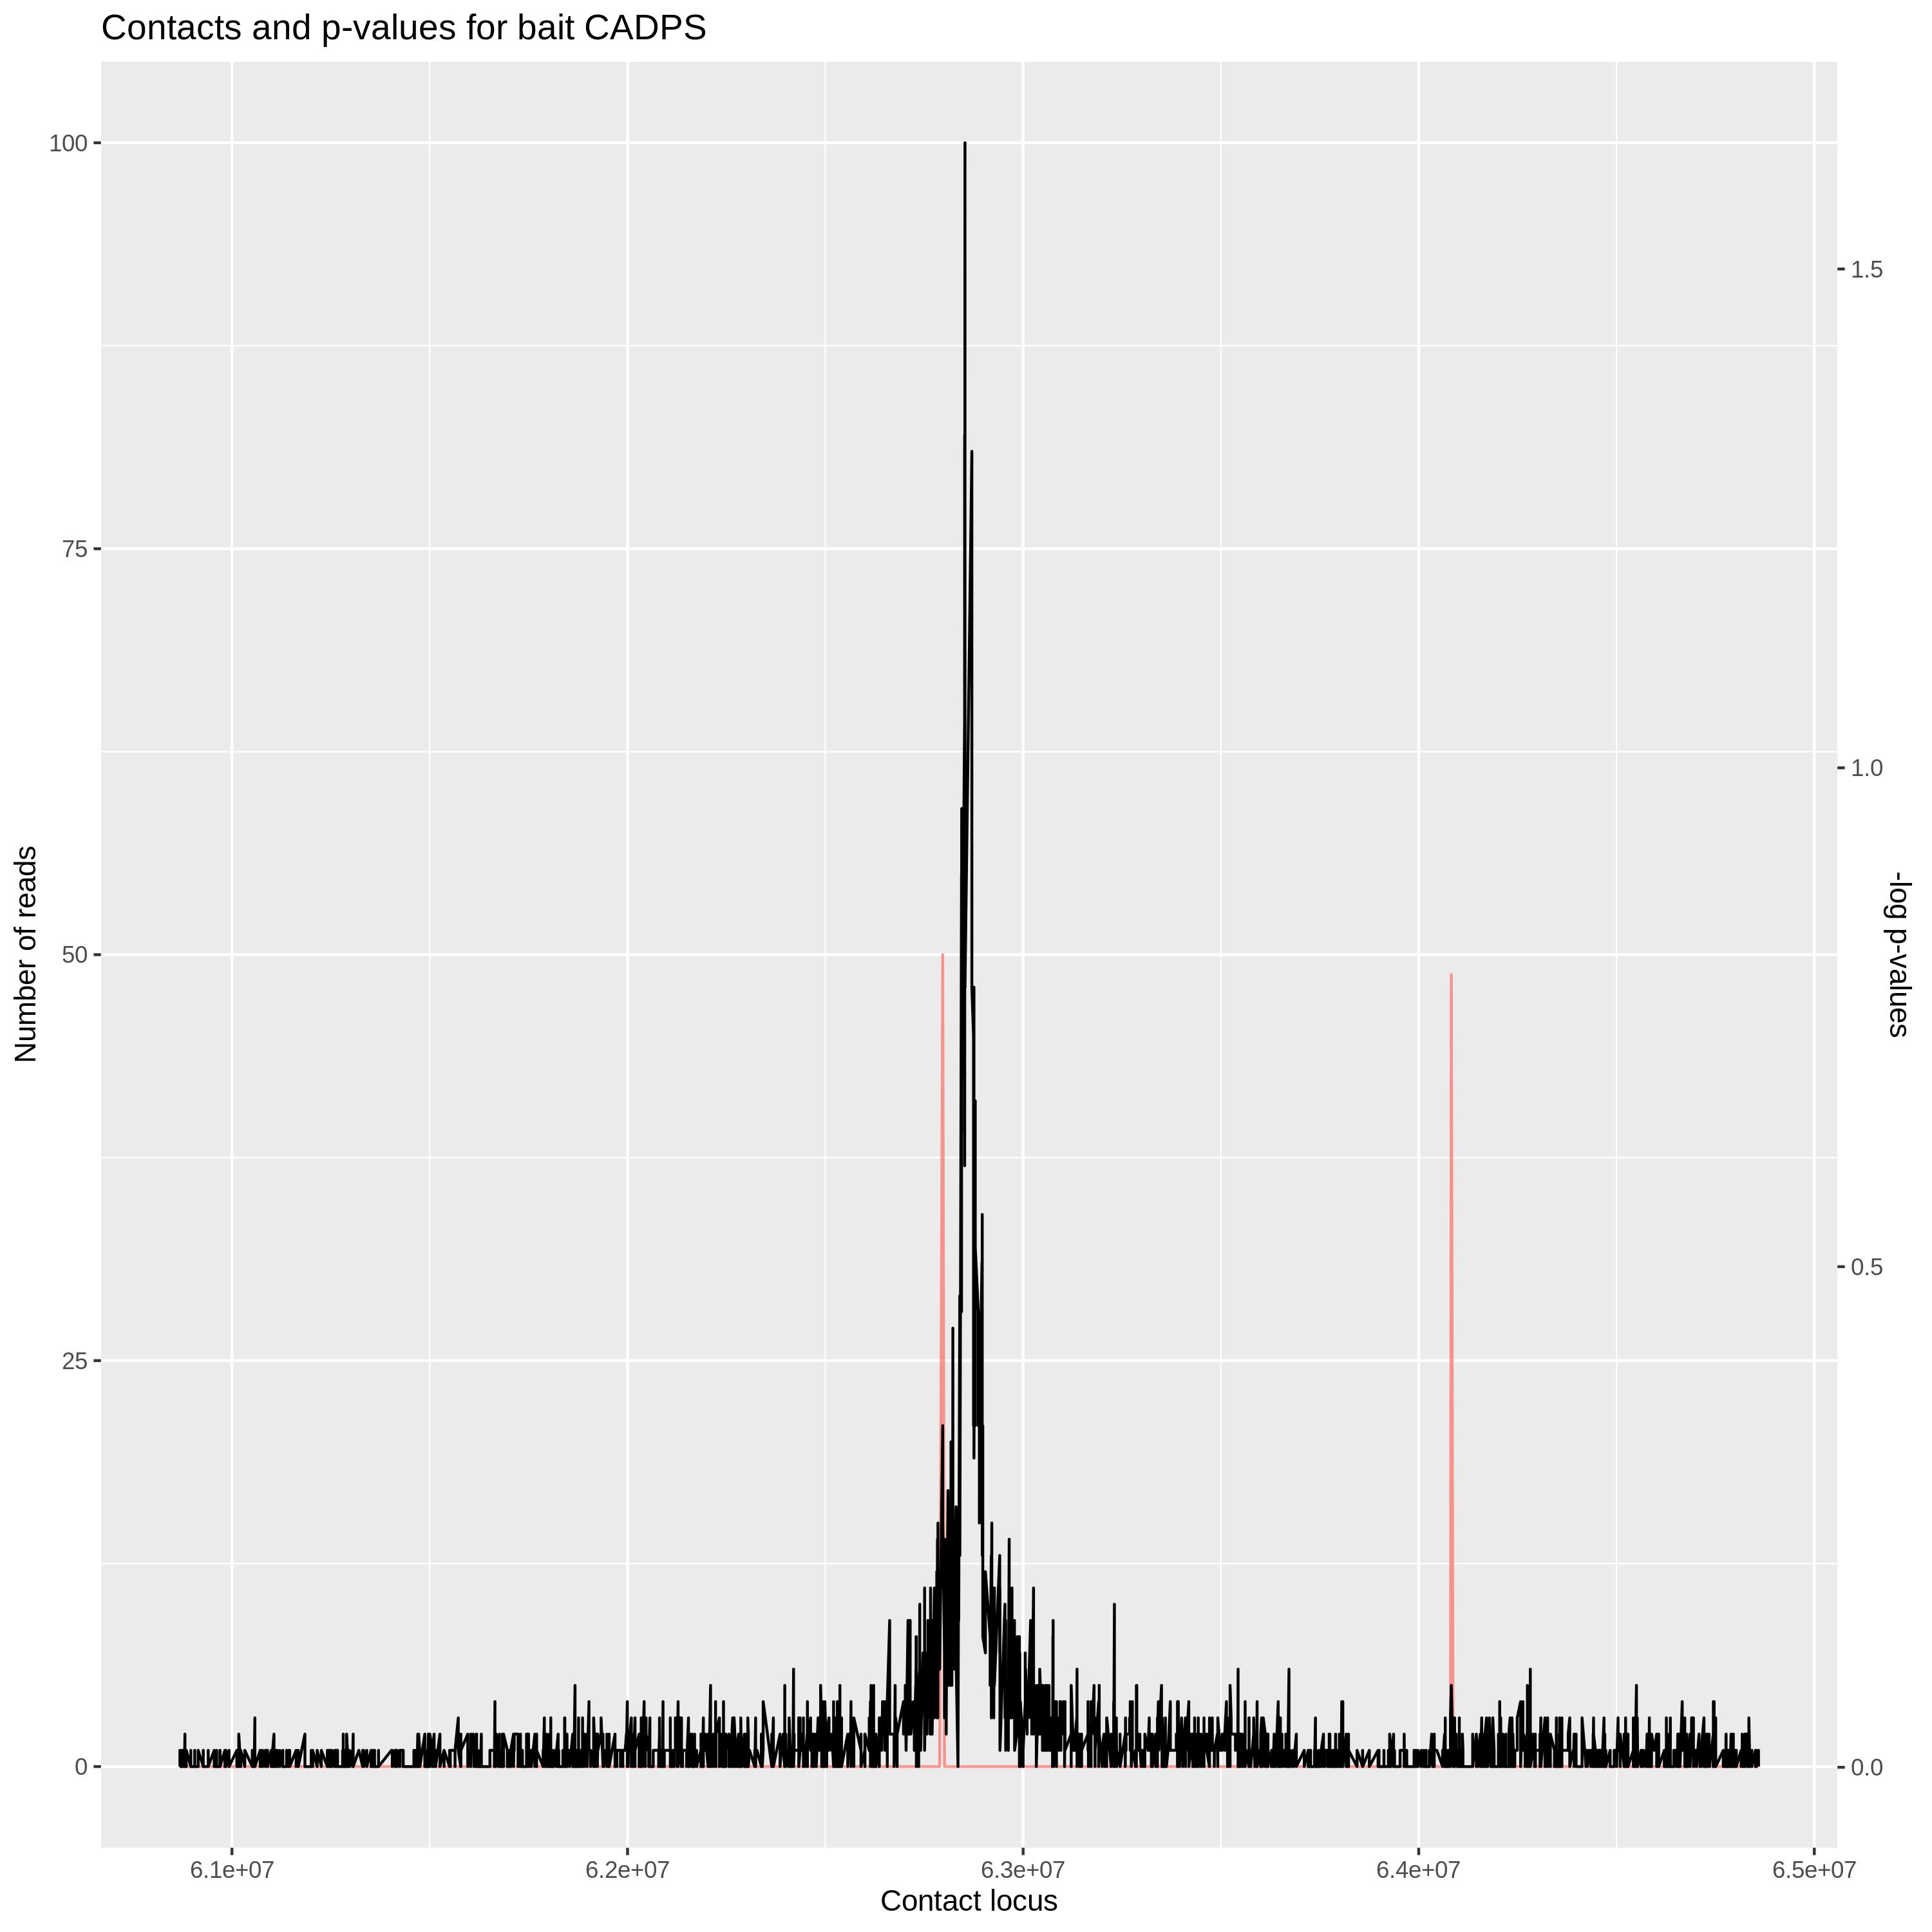 Contacts and p-values for bait CADPS
100
75
50
25
0
Number of reads
1.5
1.0
0.5
0.0
-log p-values
6.1e+07
6.2e+07
6.3e+07
6.4e+07
6.5e+07
Contact locus